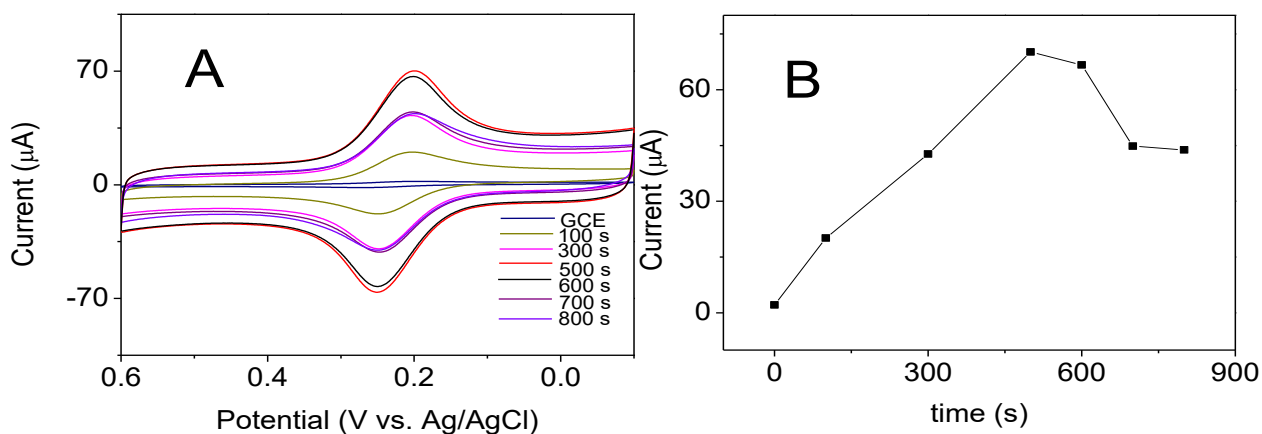 A
70
0
-70
Current (μA)
0.6
0.4
0.2
0.0
Potential (V vs. Ag/AgCl)
GCE
100 s
300 s
500 s
600 s
700 s
800 s
B
60
30
0
Current (μA)
0
300
600
900
time (s)